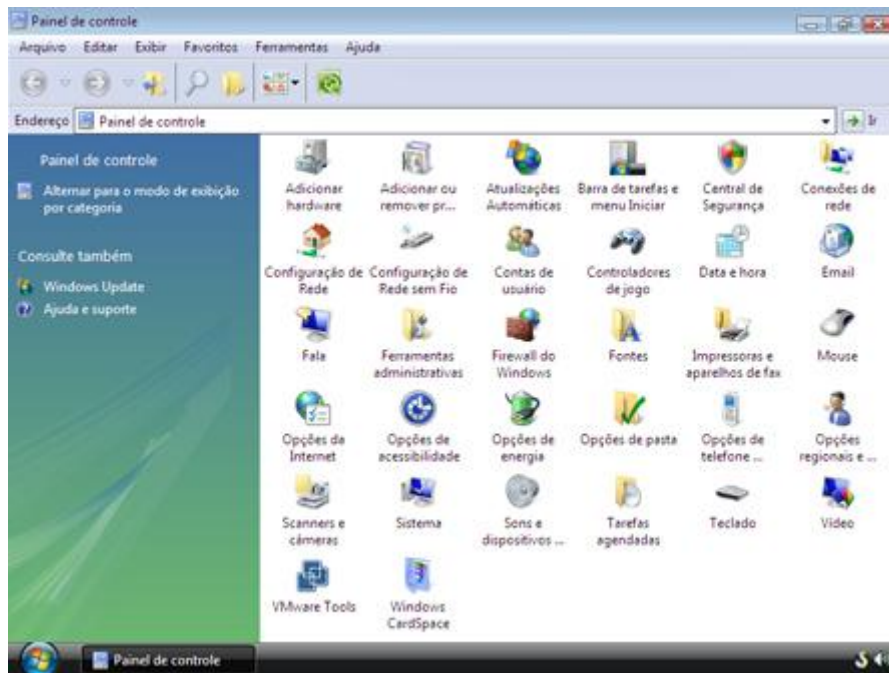 Painel de controle
Arquivo Editar Exibir Favoritos Ferramentas Ajuda
Endereço Painel de controle Ir
Painel de controle
Alternar para o modo de exibição
por categoria
Consulte também
Windows Update
Ajuda e suporte
Adicionar
hardware
Adicionar ou
remover pr...
Atualizações
Automáticas
Barra de tarefas e
menu Iniciar
Central de
Segurança
Conexões de
rede
Configuração de
Rede
Configuração de
Rede sem Fio
Contas de
usuário
Controladores
de jogo
Data e hora
Email
Fala
Ferramentas
administrativas
Firewall do
Windows
Fontes
Impressoras e
aparelhos de fax
Mouse
Opções da
Internet
Opções de
acessibilidade
Opções de
energia
Opções de pasta
Opções de
telefone ...
Opções
regionais e ...
Scanners e
câmeras
Sistema
Sons e
dispositivos ...
Tarefas
agendadas
Teclado
Vídeo
VMware Tools
Windows
CardSpace
Painel de controle